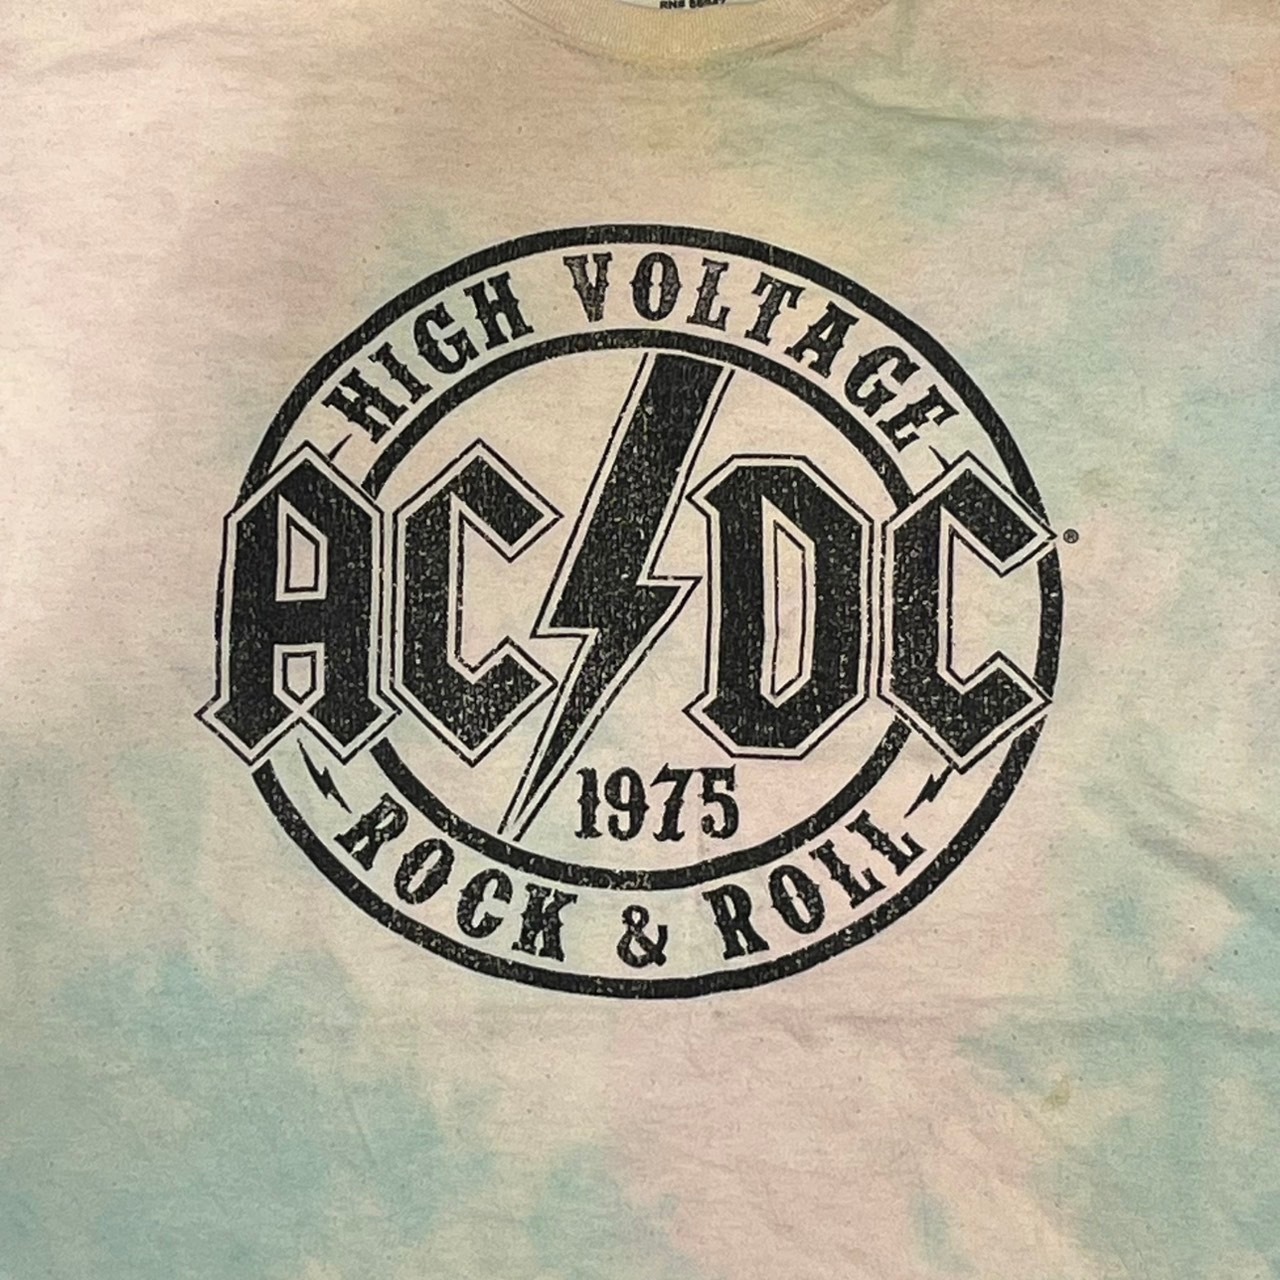 HIGH VOLTAGE
AC DC®
1975
ROCK & ROLL